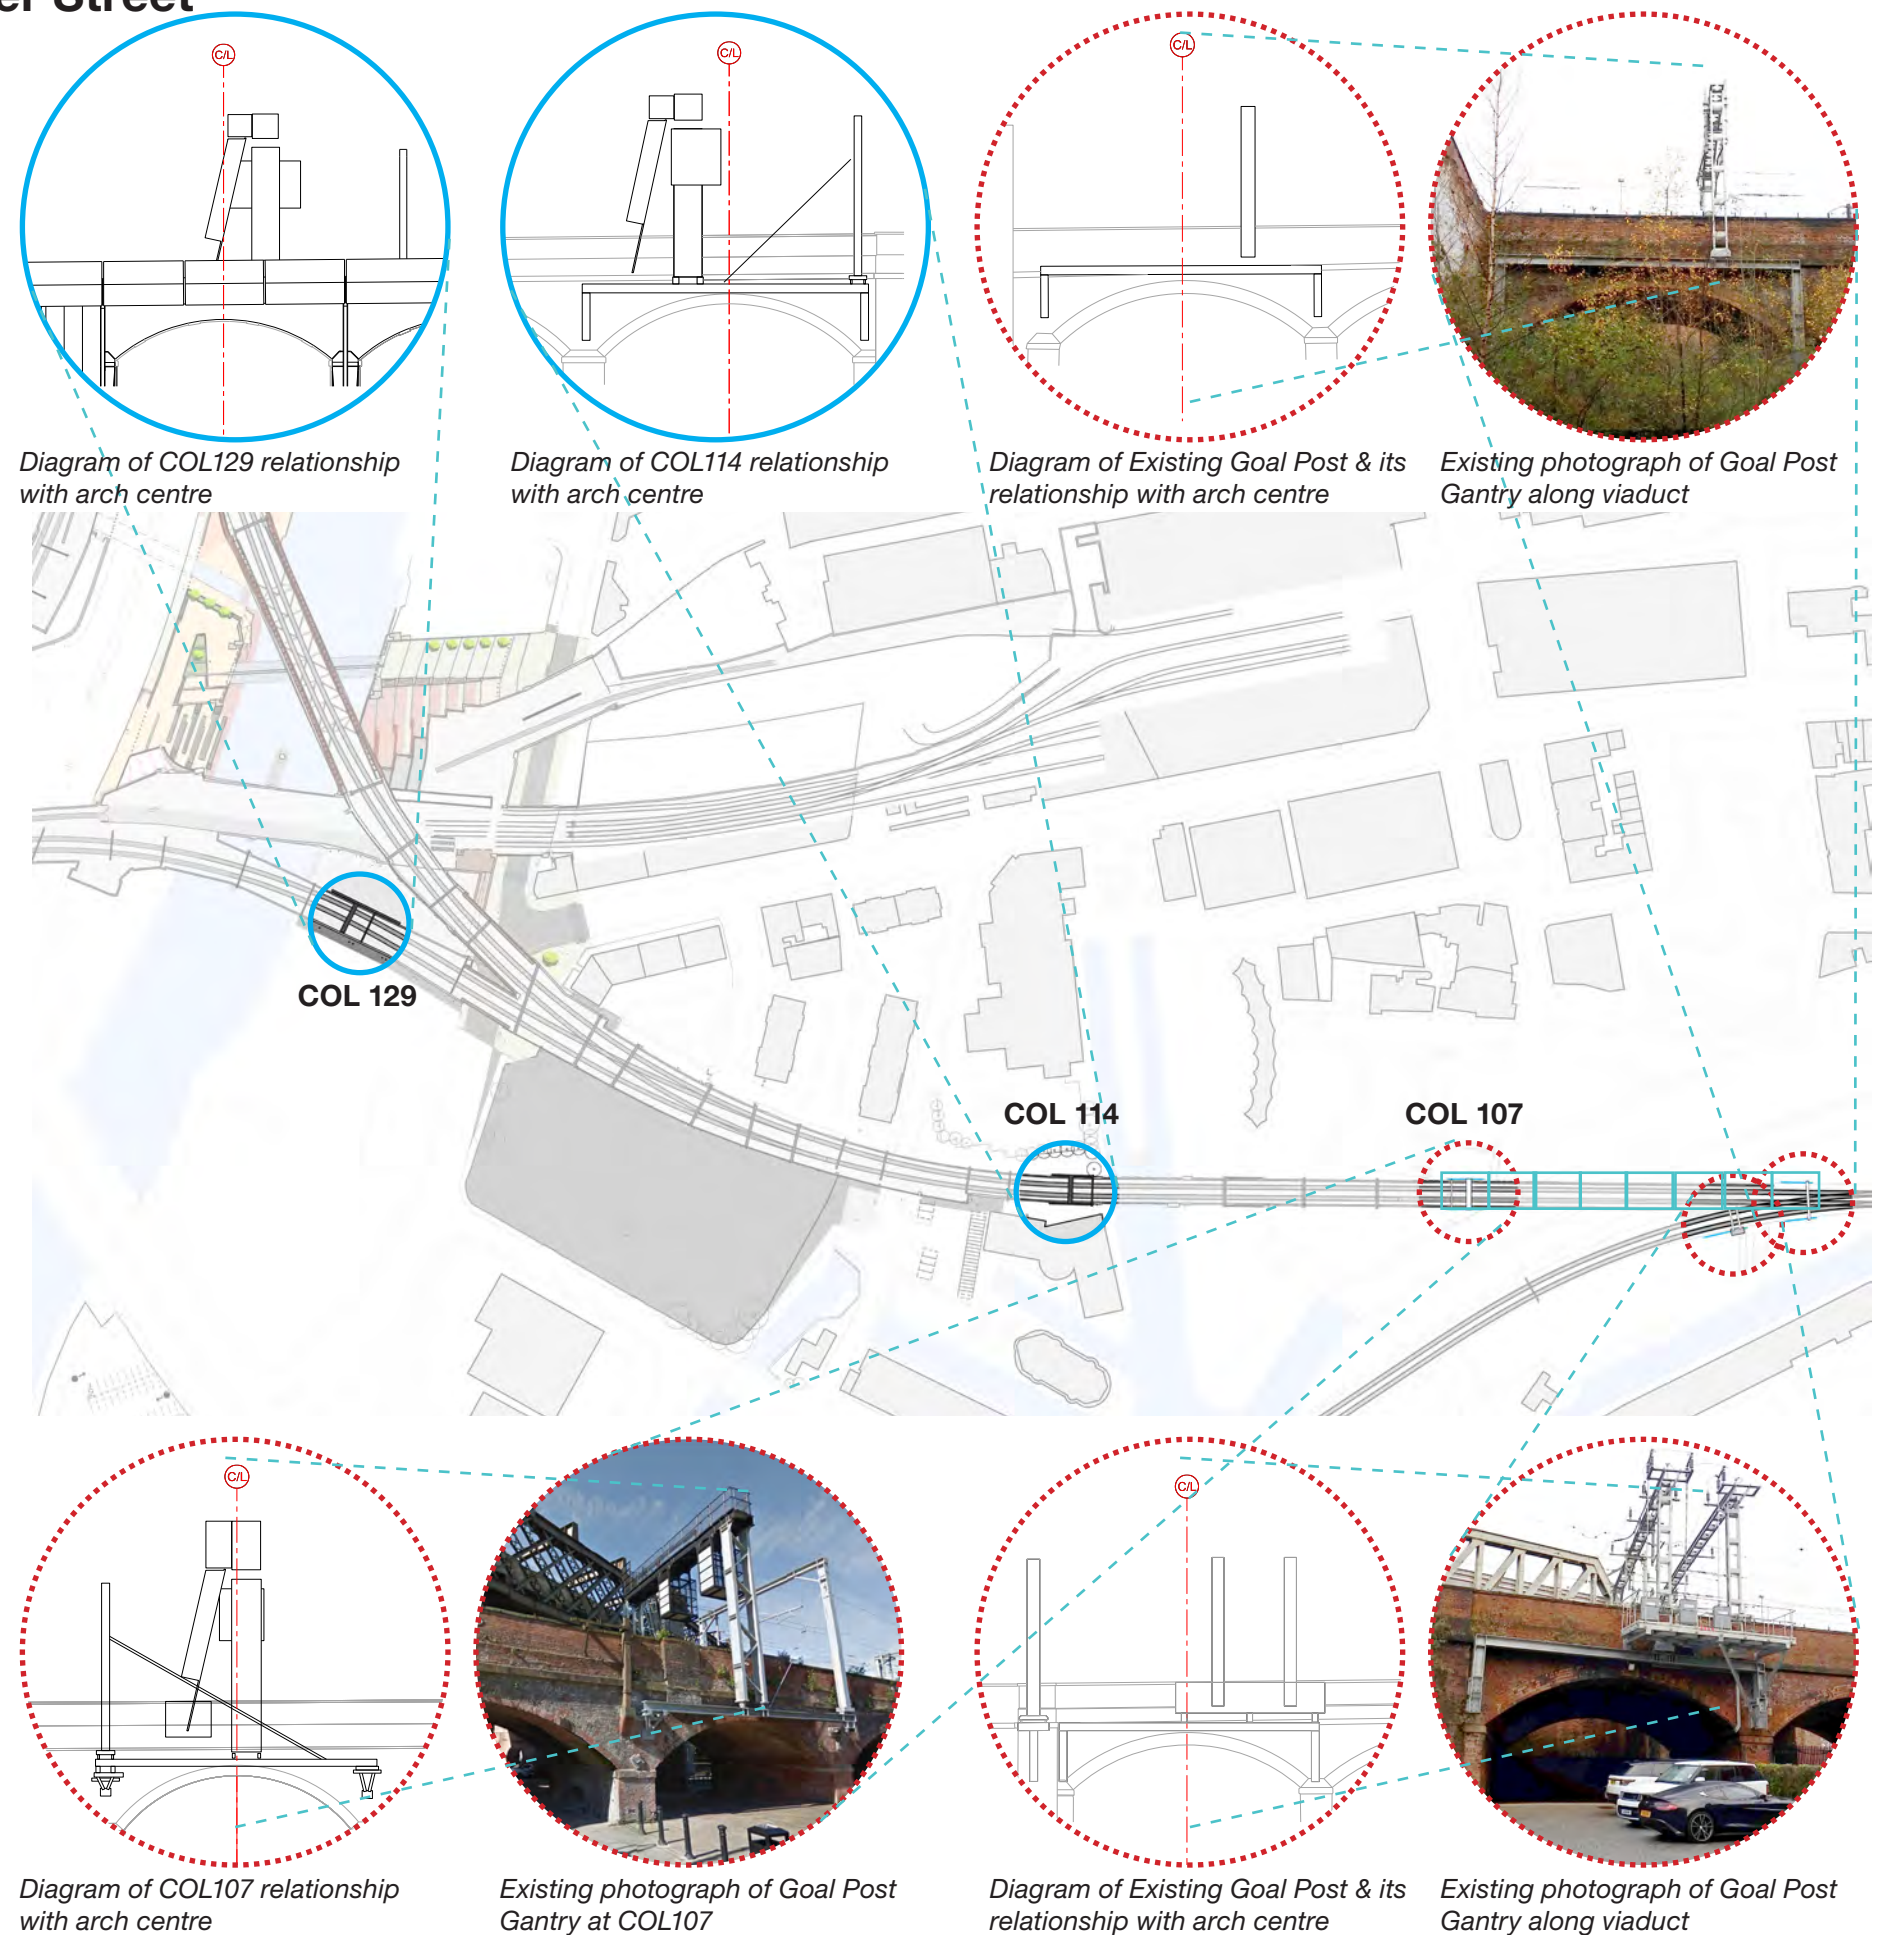 Street
C/L
C/L
C/L
Diagram of COL129 relationship
with arch centre
Diagram of COL114 relationship
with arch centre
Diagram of Existing Goal Post & its
relationship with arch centre
Existing photograph of Goal Post
Gantry along viaduct
COL 129
COL 114
COL 107
C/L
C/L
Diagram of COL107 relationship
with arch centre
Existing photograph of Goal Post
Gantry at COL107
Diagram of Existing Goal Post & its
relationship with arch centre
Existing photograph of Goal Post
Gantry along viaduct